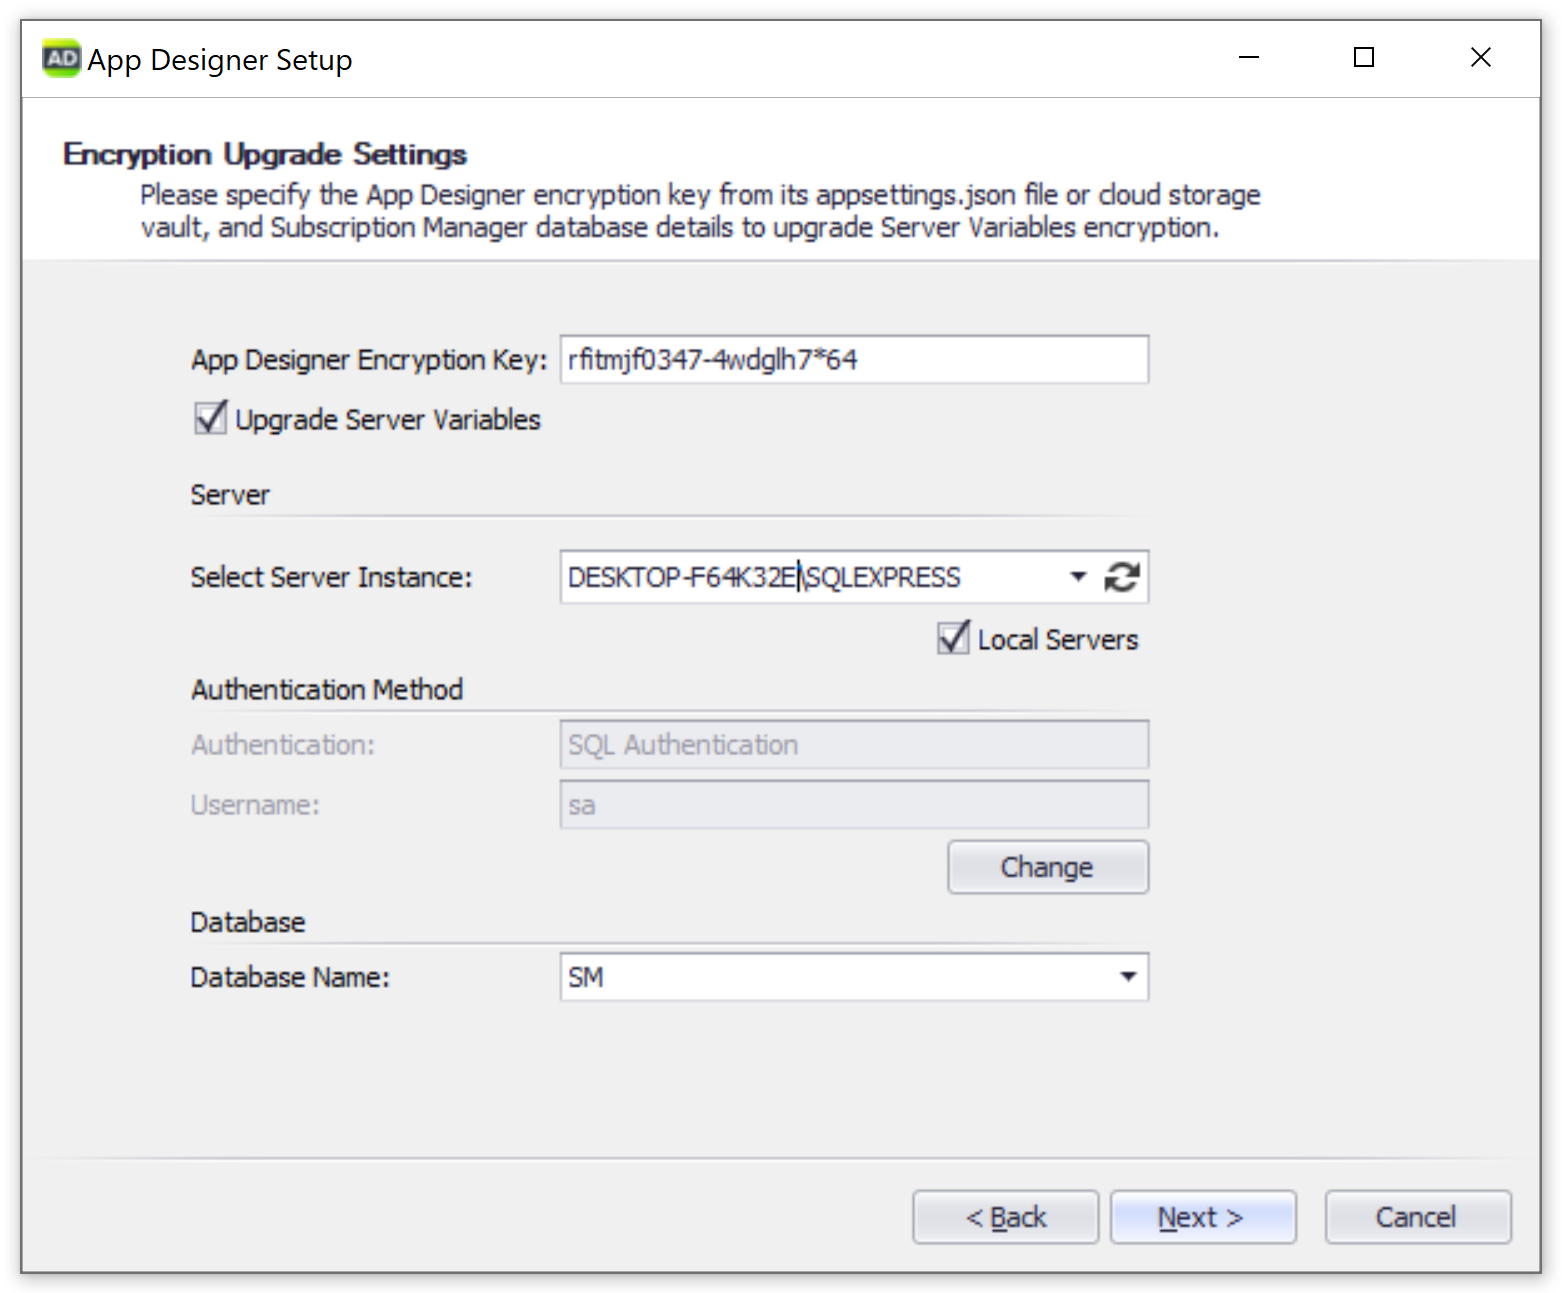 AD App Designer Setup
Encryption Upgrade Settings
Please specify the App Designer encryption key from its appsettings.json file or cloud storage
vault, and Subscription Manager database details to upgrade Server Variables encryption.
App Designer Encryption Key: rfitmjf0347-4wdglh7*64
Upgrade Server Variables
Server
Select Server Instance: DESKTOP-F64K32E\SQLEXPRESS
Local Servers
Authentication Method
Authentication: SQL Authentication
Username: sa
Change
Database
Database Name: SM
< Back Next > Cancel